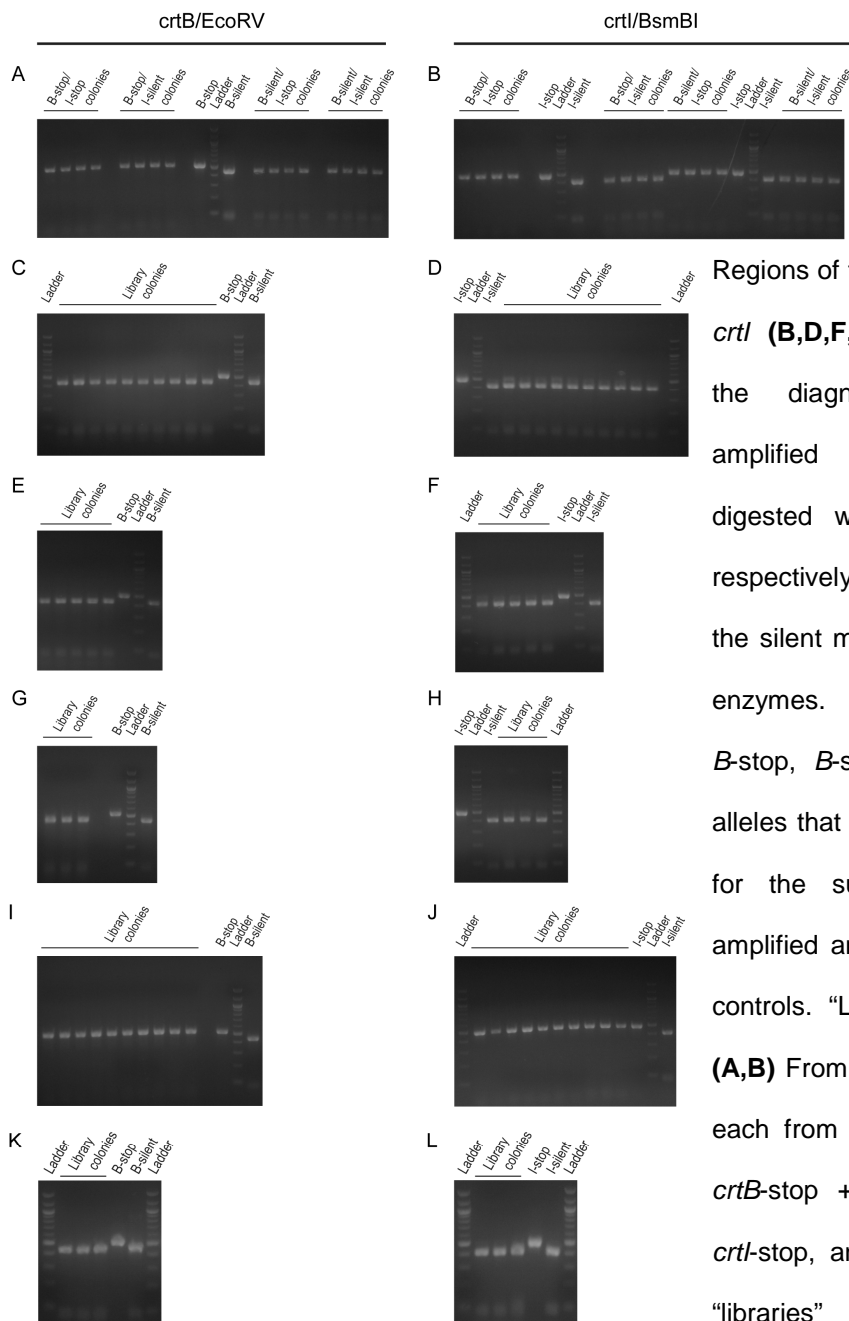 crtB/EcoRV
crtI/BsmBI
A
B-stop/
I-stop
colonies
B-stop/
I-silent
colonies
B-stop
Ladder
B-silent
B-silent/
I-stop
colonies
B-silent/
I-silent
colonies
B
B-stop/
I-stop
colonies
I-stop
Ladder
I-silent
B-stop/
I-silent
colonies
B-silent/
I-stop
colonies
I-stop
Ladder
I-silent
B-silent/
I-silent
colonies
C
Ladder
Library
colonies
B-stop
Ladder
B-silent
D
I-stop
Ladder
I-silent
Library
colonies
Ladder
E
Library
colonies
B-stop
Ladder
B-silent
F
Ladder
Library
colonies
I-stop
Ladder
I-silent
G
Library
colonies
B-stop
Ladder
B-silent
H
I-stop
Ladder
I-silent
Library
colonies
Ladder
I
Library
colonies
B-stop
Ladder
B-silent
J
Ladder
Library
colonies
I-stop
Ladder
I-silent
K
Ladder
Library
colonies
B-stop
B-silent
Ladder
L
Ladder
Library
colonies
I-stop
I-silent
Ladder
Regions of
crtI (B,D,F,
the diagn
amplified
digested w
respectively
the silent m
enzymes.
B-stop, B-s
alleles that
for the su
amplified a
controls. “L
(A,B) From
each from
crtB-stop +
crtI-stop, a
“libraries”